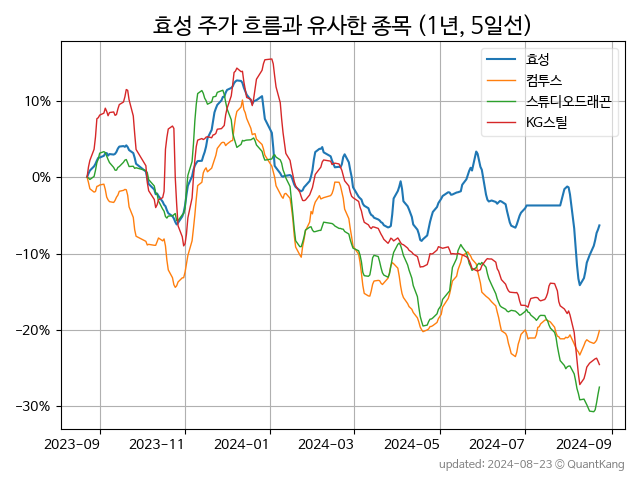 효성 주가 흐름과 유사한 종목 (1년, 5일선)
효성
컴투스
스튜디오드래곤
KG스틸
10%
0%
−10%
−20%
−30%
2023-09 2023-11 2024-01 2024-03 2024-05 2024-07 2024-09
updated: 2024-08-23 © QuantKang